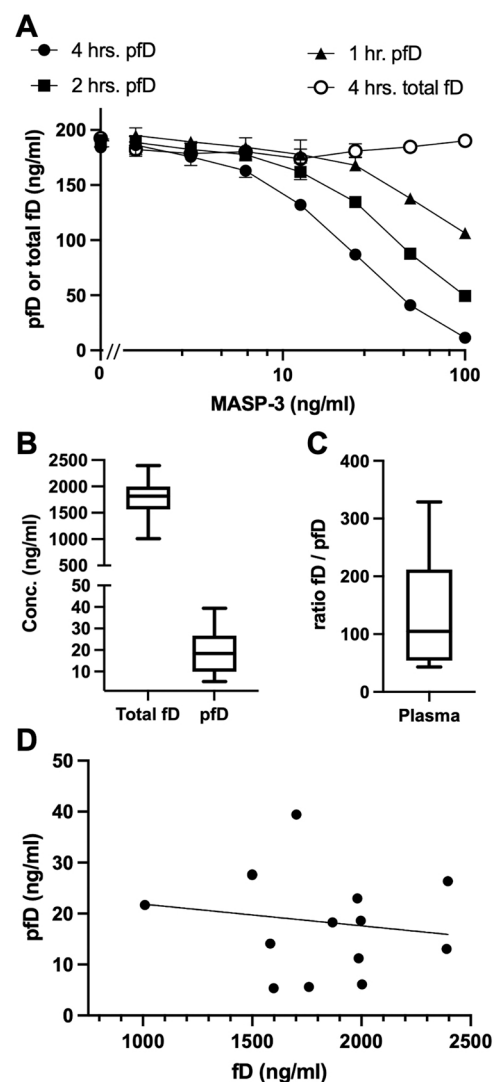 A
4 hrs. pfD
1 hr. pfD
2 hrs. pfD
4 hrs. total fD
pfD or total fD (ng/ml)
200
150
100
50
0
0 // 10 100
MASP-3 (ng/ml)
B
Conc. (ng/ml)
2500
2000
1500
1000
500
50
40
30
20
10
Total fD pfD
C
ratio fD / pfD
400
300
200
100
0
Plasma
D
pfD (ng/ml)
50
40
30
20
10
0
1000 1500 2000 2500
fD (ng/ml)